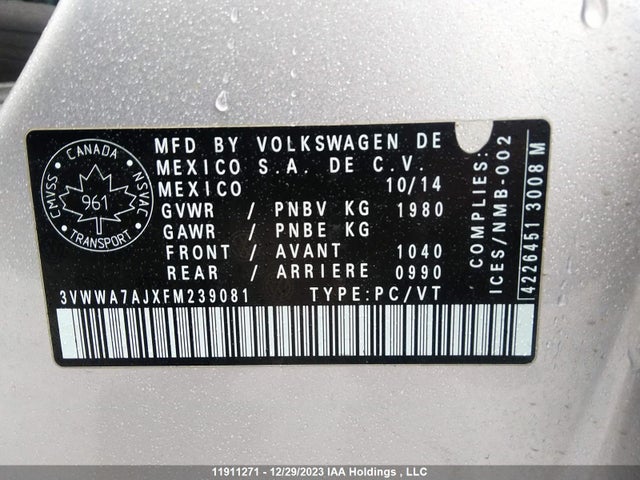 CANADA
CMVSS
NSVAC
961
TRANSPORT
MFD BY VOLKSWAGEN DE
MEXICO S.A. DE C.V.
MEXICO 10/14
GVWR / PNBV KG 1980
GAWR / PNBE KG
FRONT / AVANT 1040
REAR / ARRIERE 0990
3VWWA7AJXFM239081 TYPE:PC/VT
COMPLIES:
ICES/NMB-002
42264513008M
11911271 - 12/29/2023 IAA Holdings , LLC